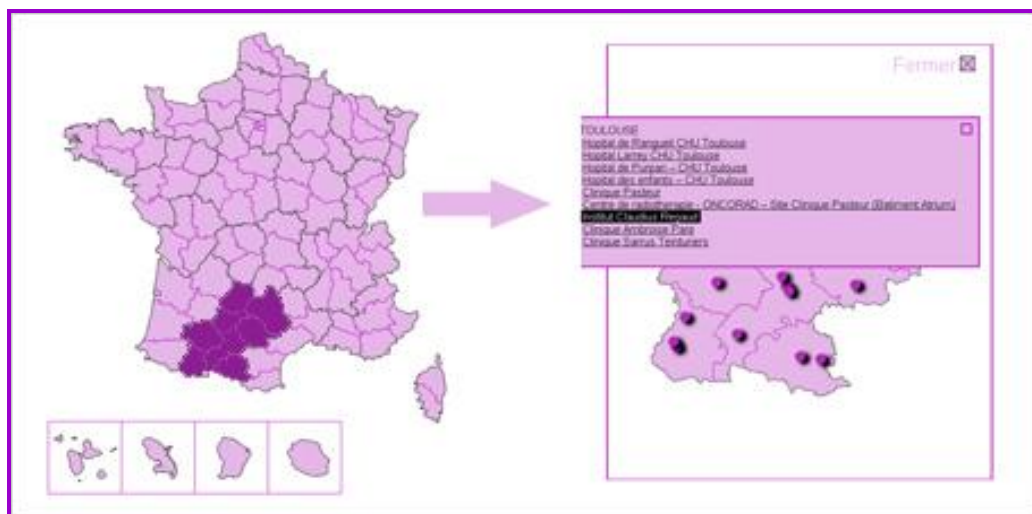 Fermer
TOULOUSE
Hopital de Rangueil CHU Toulouse
Hopital Larrey CHU Toulouse
Hopital de Purpan – CHU Toulouse
Hopital des enfants – CHU Toulouse
Clinique Pasteur
Centre de radiotherapie - ONCORAD – Site Clinique Pasteur (Batiment Atrium)
Institut Claudius Regaud
Clinique Ambroise Pare
Clinique Sarrus Teinturiers